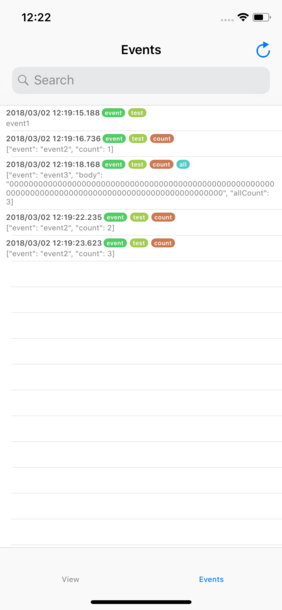 12:22
Events
Search
2018/03/02 12:19:15.188 event test
event1
2018/03/02 12:19:16.736 event test count
["event": "event2", "count": 1]
2018/03/02 12:19:18.168 event test count all
["event": "event3", "body":
3]
2018/03/02 12:19:22.235 event test count
["event": "event2", "count": 2]
2018/03/02 12:19:23.623 event test count
["event": "event2", "count": 3]
View Events